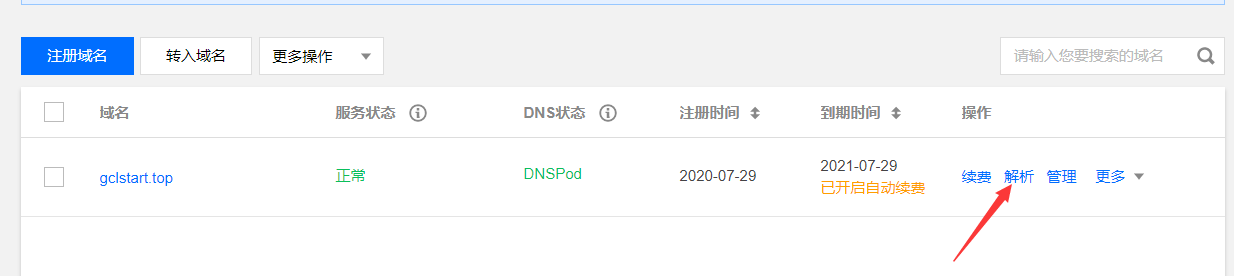 注册域名 转入域名 更多操作 请输入您要搜索的域名
域名 服务状态 DNS状态 注册时间 到期时间 操作
gclstart.top 正常 DNSPod 2020-07-29 2021-07-29 续费 解析 管理 更多
已开启自动续费